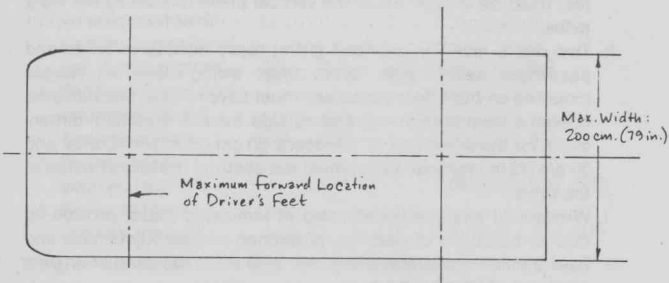 Max. Width:
200 cm. (79 in.)
Maximum Forward Location
of Driver's Feet